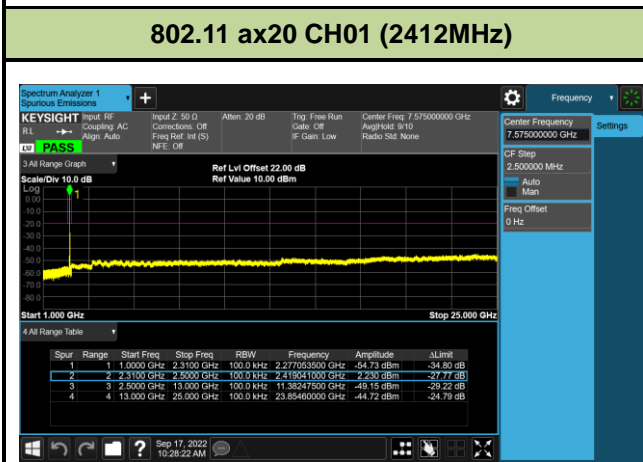 802.11 ax20 CH01 (2412MHz)
Spectrum Analyzer 1
Spurious Emissions
Frequency
KEYSIGHT
RL
LXI PASS
Input: RF
Coupling: AC
Align: Auto
Input Z: 50 Ω
Corrections: Off
Freq Ref: Int (S)
NFE: Off
Atten: 20 dB
Trig: Free Run
Gate: Off
IF Gain: Low
Center Freq: 7.575000000 GHz
Avg|Hold: 9/10
Radio Std: None
Center Frequency
7.575000000 GHz
Settings
CF Step
2.500000 MHz
Auto
Man
Freq Offset
0 Hz
3 All Range Graph
Scale/Div 10.0 dB
Ref Lvl Offset 22.00 dB
Ref Value 10.00 dBm
Log
1
0.00
-10.0
-20.0
-30.0
-40.0
-50.0
-60.0
-70.0
-80.0
Start 1.000 GHz
Stop 25.000 GHz
4 All Range Table
Spur Range Start Freq Stop Freq RBW Frequency Amplitude ΔLimit
1 1 1.0000 GHz 2.3100 GHz 100.0 kHz 2.277053500 GHz -54.73 dBm -34.80 dB
2 2 2.3100 GHz 2.5000 GHz 100.0 kHz 2.419041000 GHz 2.230 dBm -27.77 dB
3 3 2.5000 GHz 13.000 GHz 100.0 kHz 11.38247500 GHz -49.15 dBm -29.22 dB
4 4 13.000 GHz 25.000 GHz 100.0 kHz 23.85460000 GHz -44.72 dBm -24.79 dB
Sep 17, 2022
10:28:22 AM